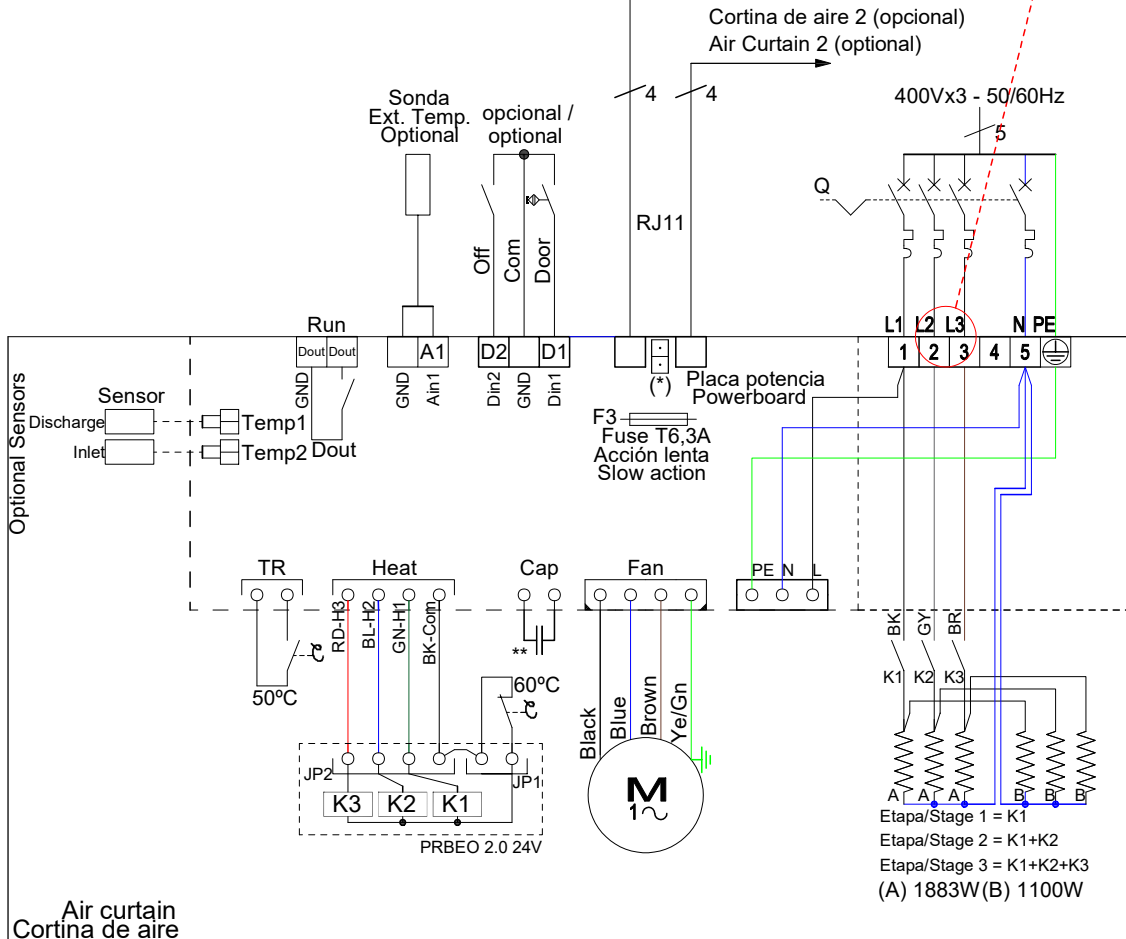 Cortina de aire 2 (opcional)
Air Curtain 2 (optional)
4
4
400Vx3 - 50/60Hz
5
Sonda
Ext. Temp.
Optional
opcional /
optional
Q
RJ11
Off
Com
Door
L1
L2
L3
N
PE
Run
Dout
Dout
A1
D2
D1
1
2
3
4
5
GND
GND
Ain1
Din2
GND
Din1
(*)
Placa potencia
Powerboard
F3
Fuse T6,3A
Acción lenta
Slow action
Optional Sensors
Sensor
Discharge
Inlet
Temp1
Temp2
Dout
TR
Heat
Cap
Fan
PE
N
L
RD-H3
BL-H2
GN-H1
BK-Com
**
50ºC
60ºC
Black
Blue
Brown
Ye/Gn
BK
GY
BR
K1
K2
K3
JP2
JP1
K3
K2
K1
PRBEO 2.0 24V
M
1~
A
A
A
B
B
B
Etapa/Stage 1 = K1
Etapa/Stage 2 = K1+K2
Etapa/Stage 3 = K1+K2+K3
(A) 1883W(B) 1100W
Air curtain
Cortina de aire